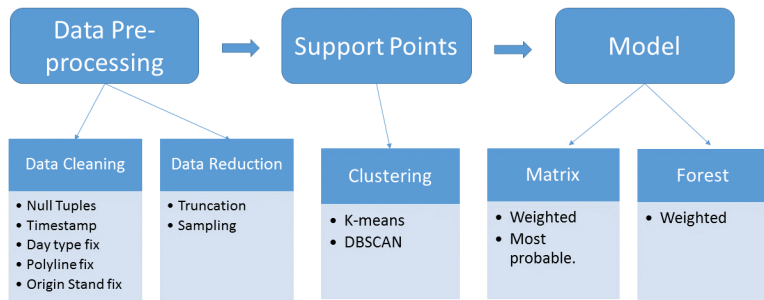 Data Pre-
processing
Support Points
Model
Data Cleaning
• Null Tuples
• Timestamp
• Day type fix
• Polyline fix
• Origin Stand fix
Data Reduction
• Truncation
• Sampling
Clustering
• K-means
• DBSCAN
Matrix
• Weighted
• Most
probable.
Forest
• Weighted